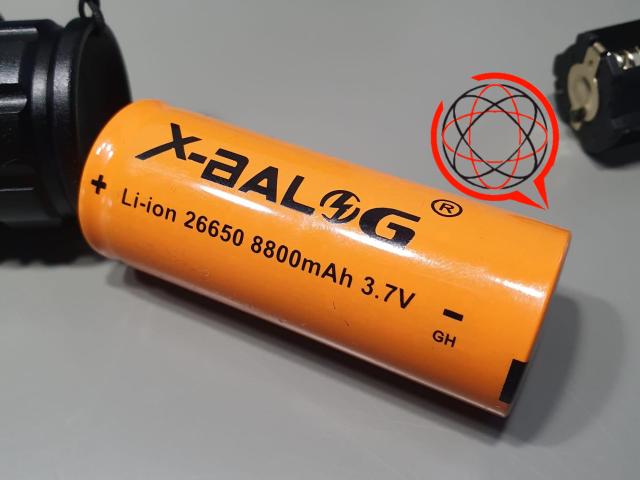 X-BALOG ®
+ Li-ion 26650 8800mAh 3.7V -
GH